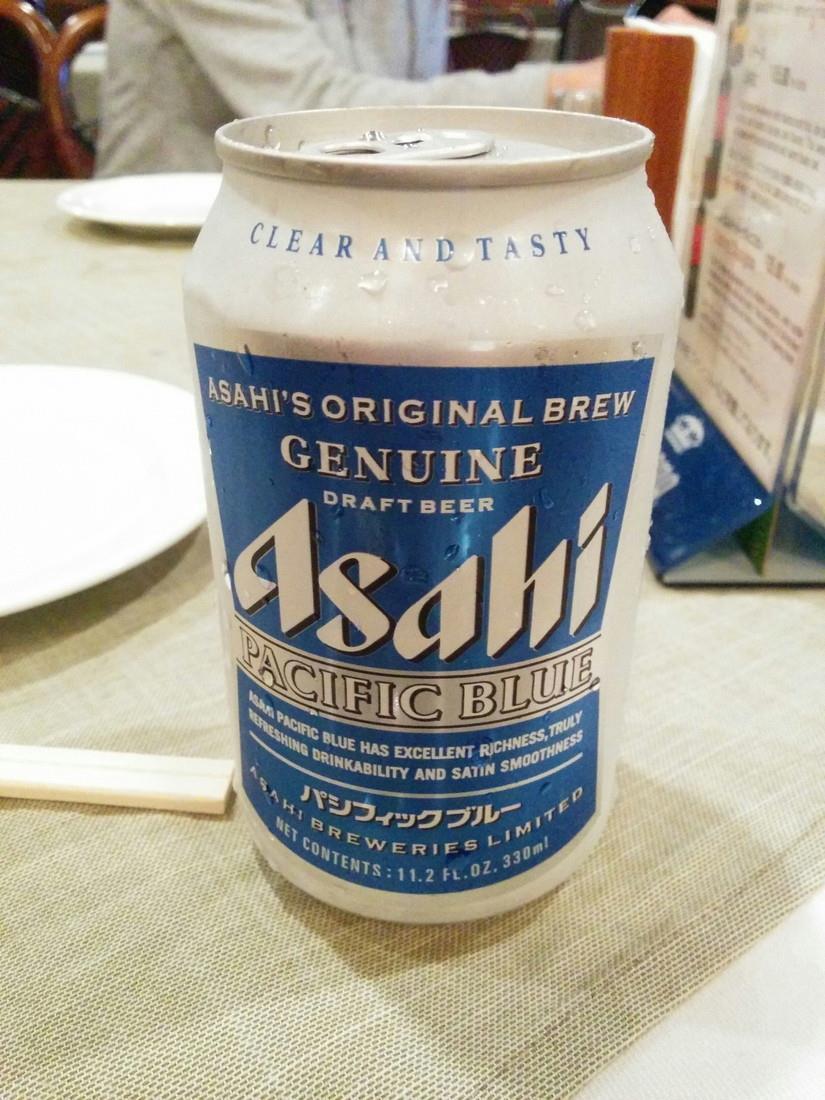 CLEAR AND TASTY
ASAHI'S ORIGINAL BREW
GENUINE
DRAFT BEER
Asahi
PACIFIC BLUE
ASAHI PACIFIC BLUE HAS EXCELLENT RICHNESS, TRULY
REFRESHING DRINKABILITY AND SATIN SMOOTHNESS
パシフィックブルー
ASAHI BREWERIES LIMITED
NET CONTENTS : 11.2 FL.OZ. 330ml